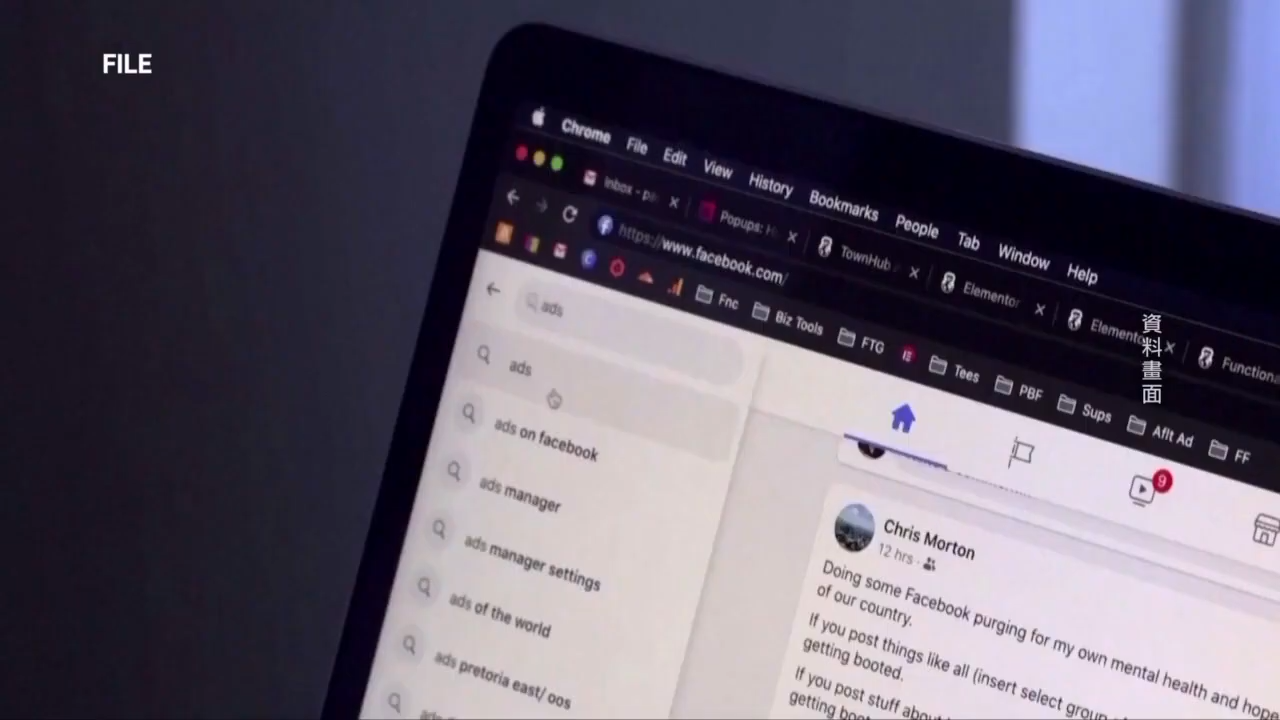 FILE
Chrome File Edit View History Bookmarks People Tab Window Help
Inbox - Popups: TownHub Elementor Functions
https://www.facebook.com/
Fnc Biz Tools FTG Tees PBF Sups Aflt Ad FF
ads
ads
ads on facebook
ads manager
ads manager settings
ads of the world
ads pretoria east/ oos
9
Chris Morton
12 hrs
Doing some Facebook purging for my own mental health and hope
of our country.
If you post things like all (insert select group
getting booted.
If you post stuff about
getting
資料畫面